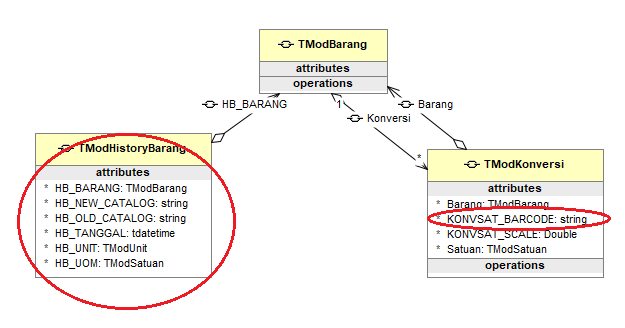 TModBarang
attributes
operations
HB_BARANG
1
Konversi
Barang
*
TModHistoryBarang
attributes
* HB_BARANG: TModBarang
* HB_NEW_CATALOG: string
* HB_OLD_CATALOG: string
* HB_TANGGAL: tdatetime
* HB_UNIT: TModUnit
* HB_UOM: TModSatuan
TModKonversi
attributes
* Barang: TModBarang
* KONVSAT_BARCODE: string
* KONVSAT_SCALE: Double
* Satuan: TModSatuan
operations